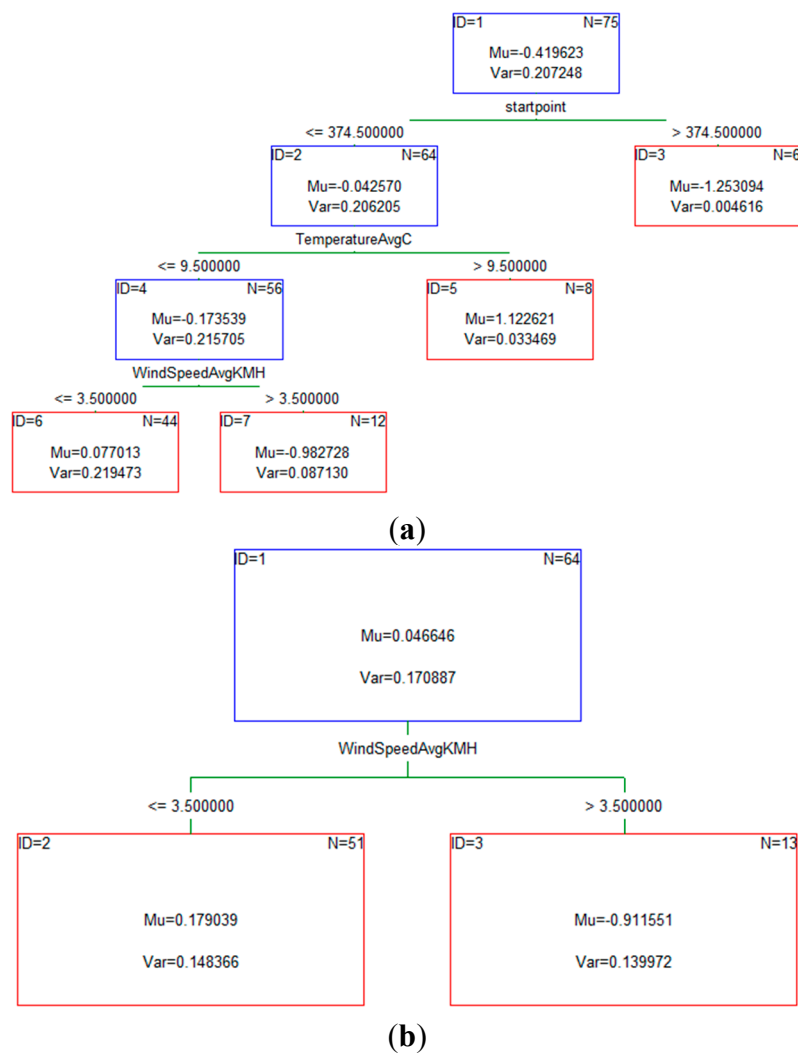 ID=1 N=75
Mu=-0.419623
Var=0.207248
startpoint
<= 374.500000 > 374.500000
ID=2 N=64 ID=3 N=6
Mu=-0.042570 Mu=-1.253094
Var=0.206205 Var=0.004616
TemperatureAvgC
<= 9.500000 > 9.500000
ID=4 N=56 ID=5 N=8
Mu=-0.173539 Mu=1.122621
Var=0.215705 Var=0.033469
WindSpeedAvgKMH
<= 3.500000 > 3.500000
ID=6 N=44 ID=7 N=12
Mu=0.077013 Mu=-0.982728
Var=0.219473 Var=0.087130
(a)
ID=1 N=64
Mu=0.046646
Var=0.170887
WindSpeedAvgKMH
<= 3.500000 > 3.500000
ID=2 N=51 ID=3 N=13
Mu=0.179039 Mu=-0.911551
Var=0.148366 Var=0.139972
(b)